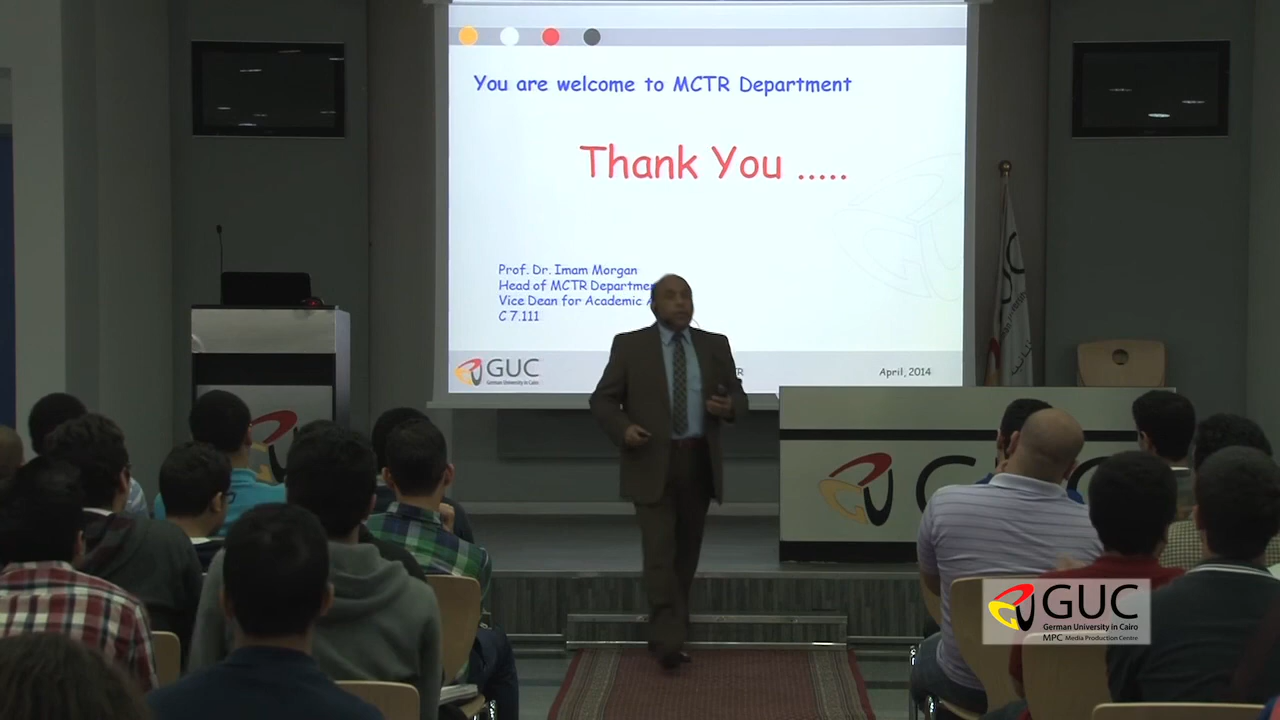 You are welcome to MCTR Department
Thank You .....
Prof. Dr. Imam Morgan
Head of MCTR
Vice Dean for Academic
C 7.111
GUC
German University in Cairo
April, 2014
GUC
German University in Cairo
MPC Media Production Centre